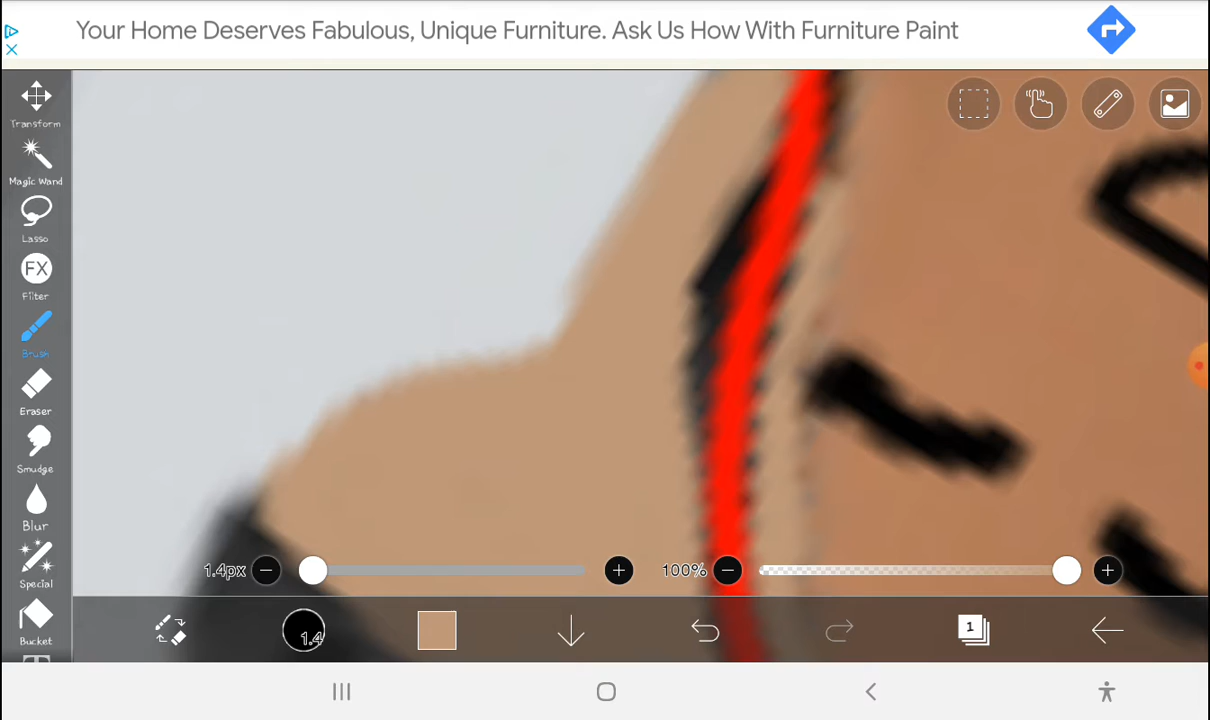 Your Home Deserves Fabulous, Unique Furniture. Ask Us How With Furniture Paint
Transform
Magic Wand
Lasso
FX
Filter
Brush
Eraser
Smudge
Blur
Special
Bucket
1.4px
100%
1.4
1